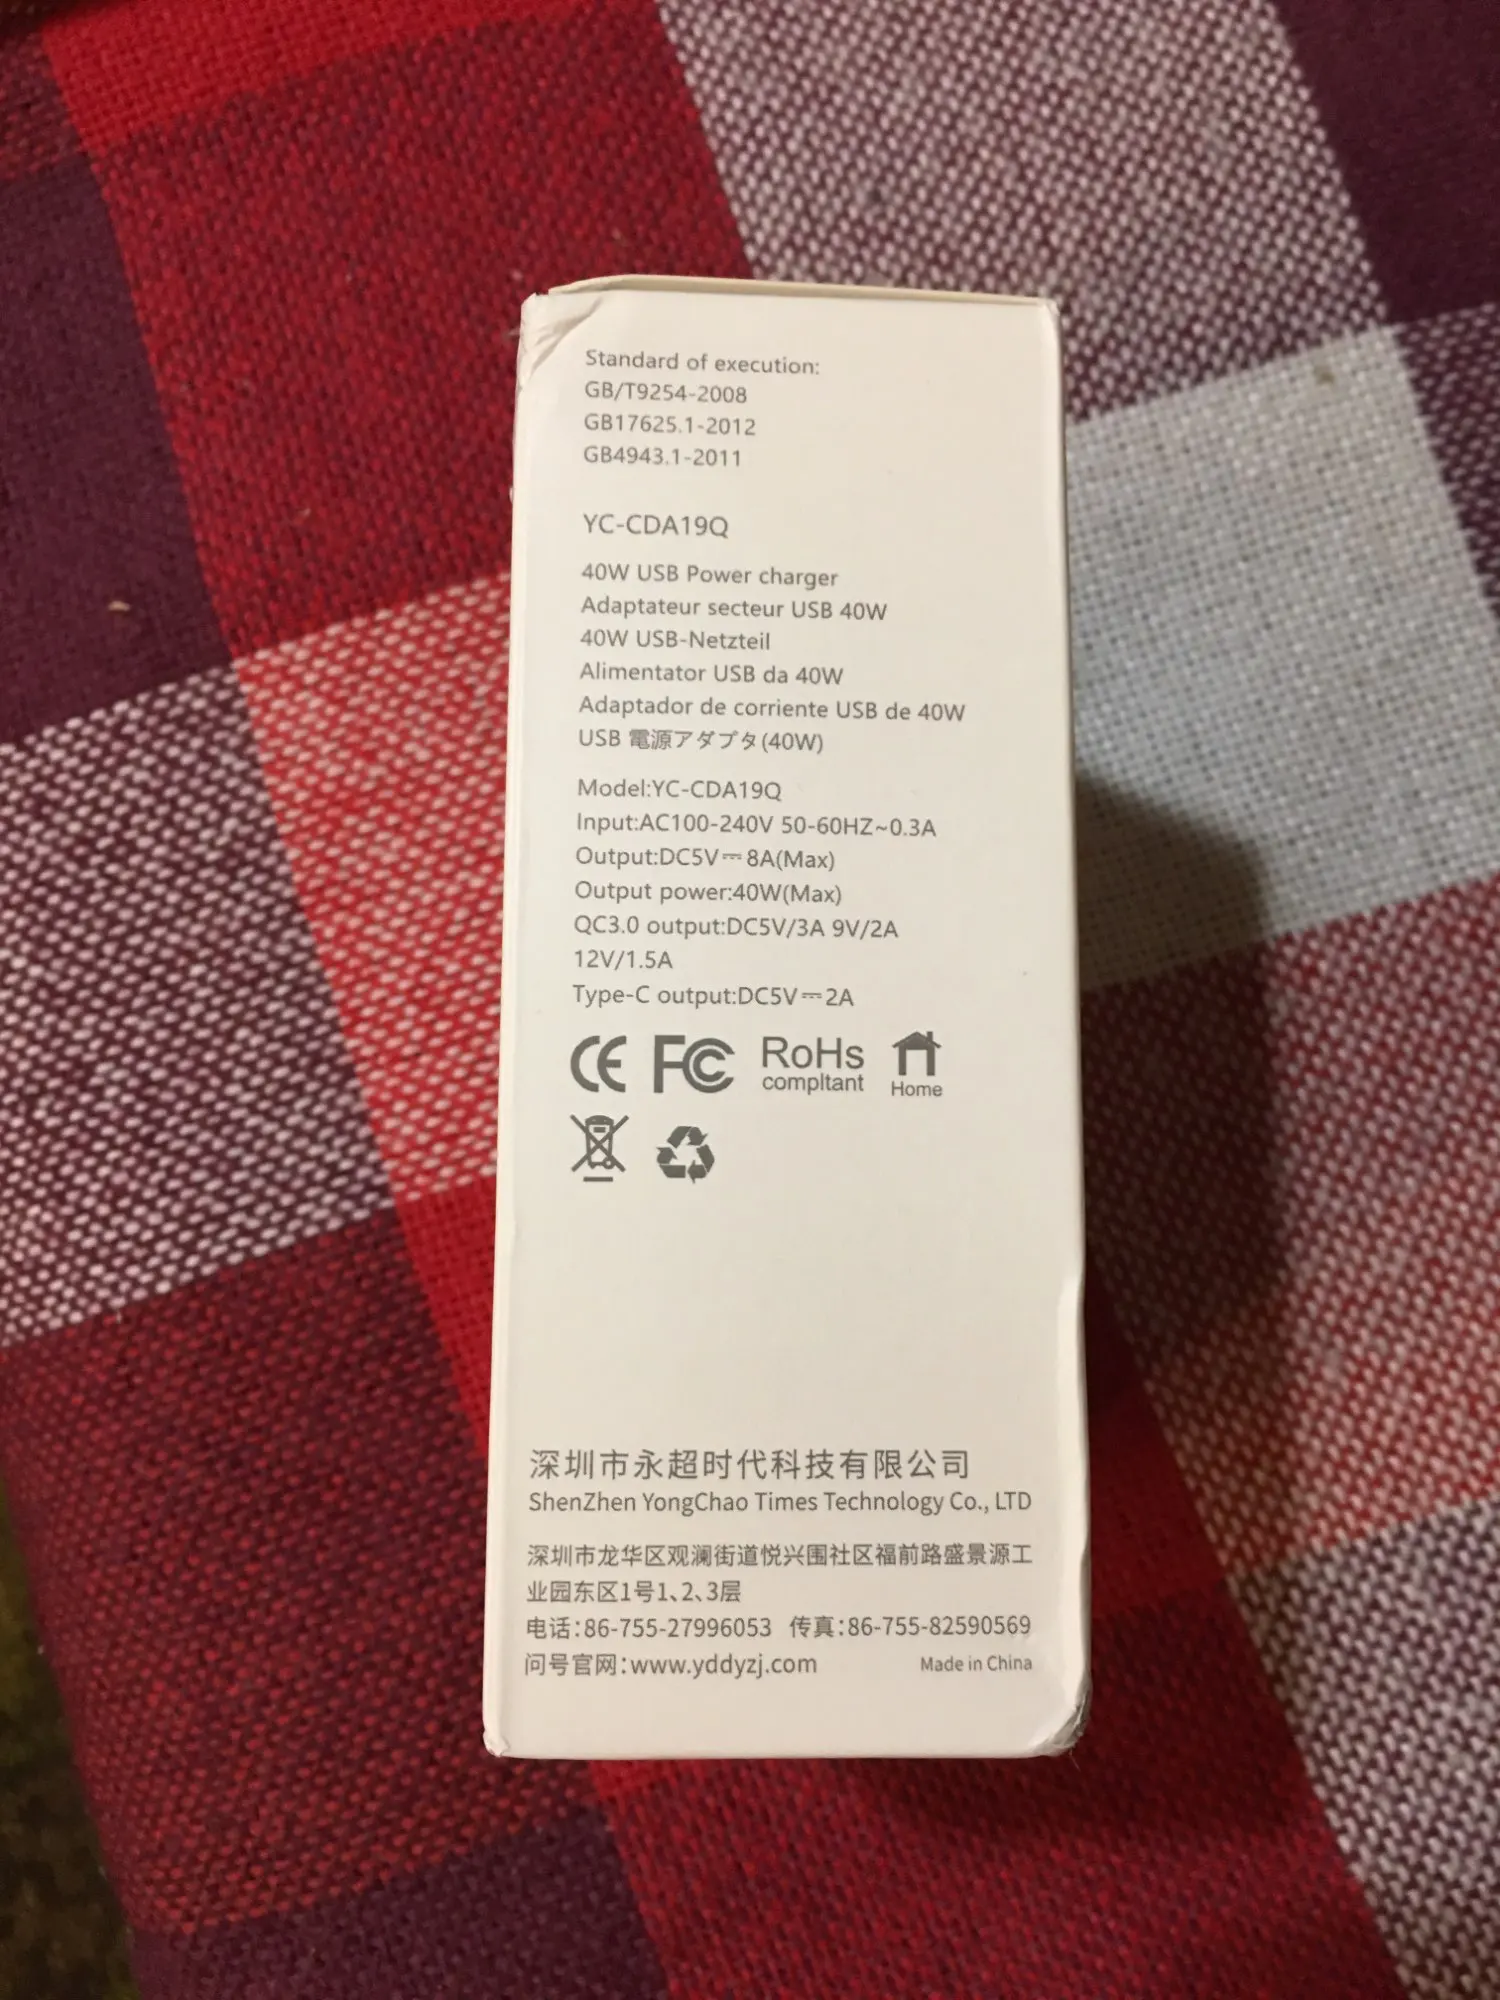 Standard of execution:
GB/T9254-2008
GB17625.1-2012
GB4943.1-2011
YC-CDA19Q
40W USB Power charger
Adaptateur secteur USB 40W
40W USB-Netzteil
Alimentator USB da 40W
Adaptador de corriente USB de 40W
USB 電源アダプタ(40W)
Model:YC-CDA19Q
Input:AC100-240V 50-60HZ~0.3A
Output:DC5V⎓8A(Max)
Output power:40W(Max)
QC3.0 output:DC5V/3A 9V/2A
12V/1.5A
Type-C output:DC5V⎓2A
CE FC RoHs Home
compltant
深圳市永超时代科技有限公司
ShenZhen YongChao Times Technology Co., LTD
深圳市龙华区观澜街道悦兴围社区福前路盛景源工
业园东区1号1、2、3层
电话:86-755-27996053 传真:86-755-82590569
问号官网:www.yddyzj.com Made in China